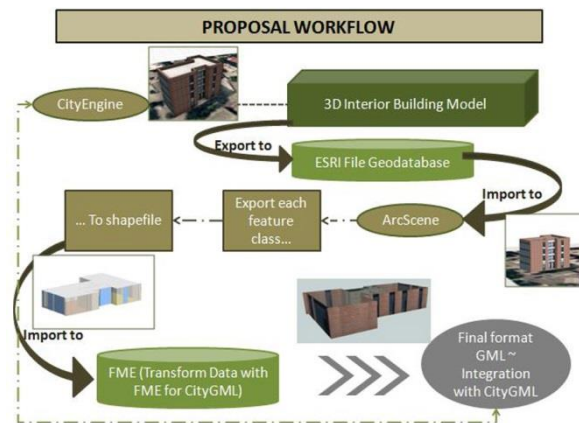 PROPOSAL WORKFLOW
CityEngine
3D Interior Building Model
Export to
ESRI File Geodatabase
Import to
... To shapefile
Export each
feature
class...
ArcScene
Import to
FME (Transform Data with
FME for CityGML)
Final format
GML ~
Integration
with CityGML